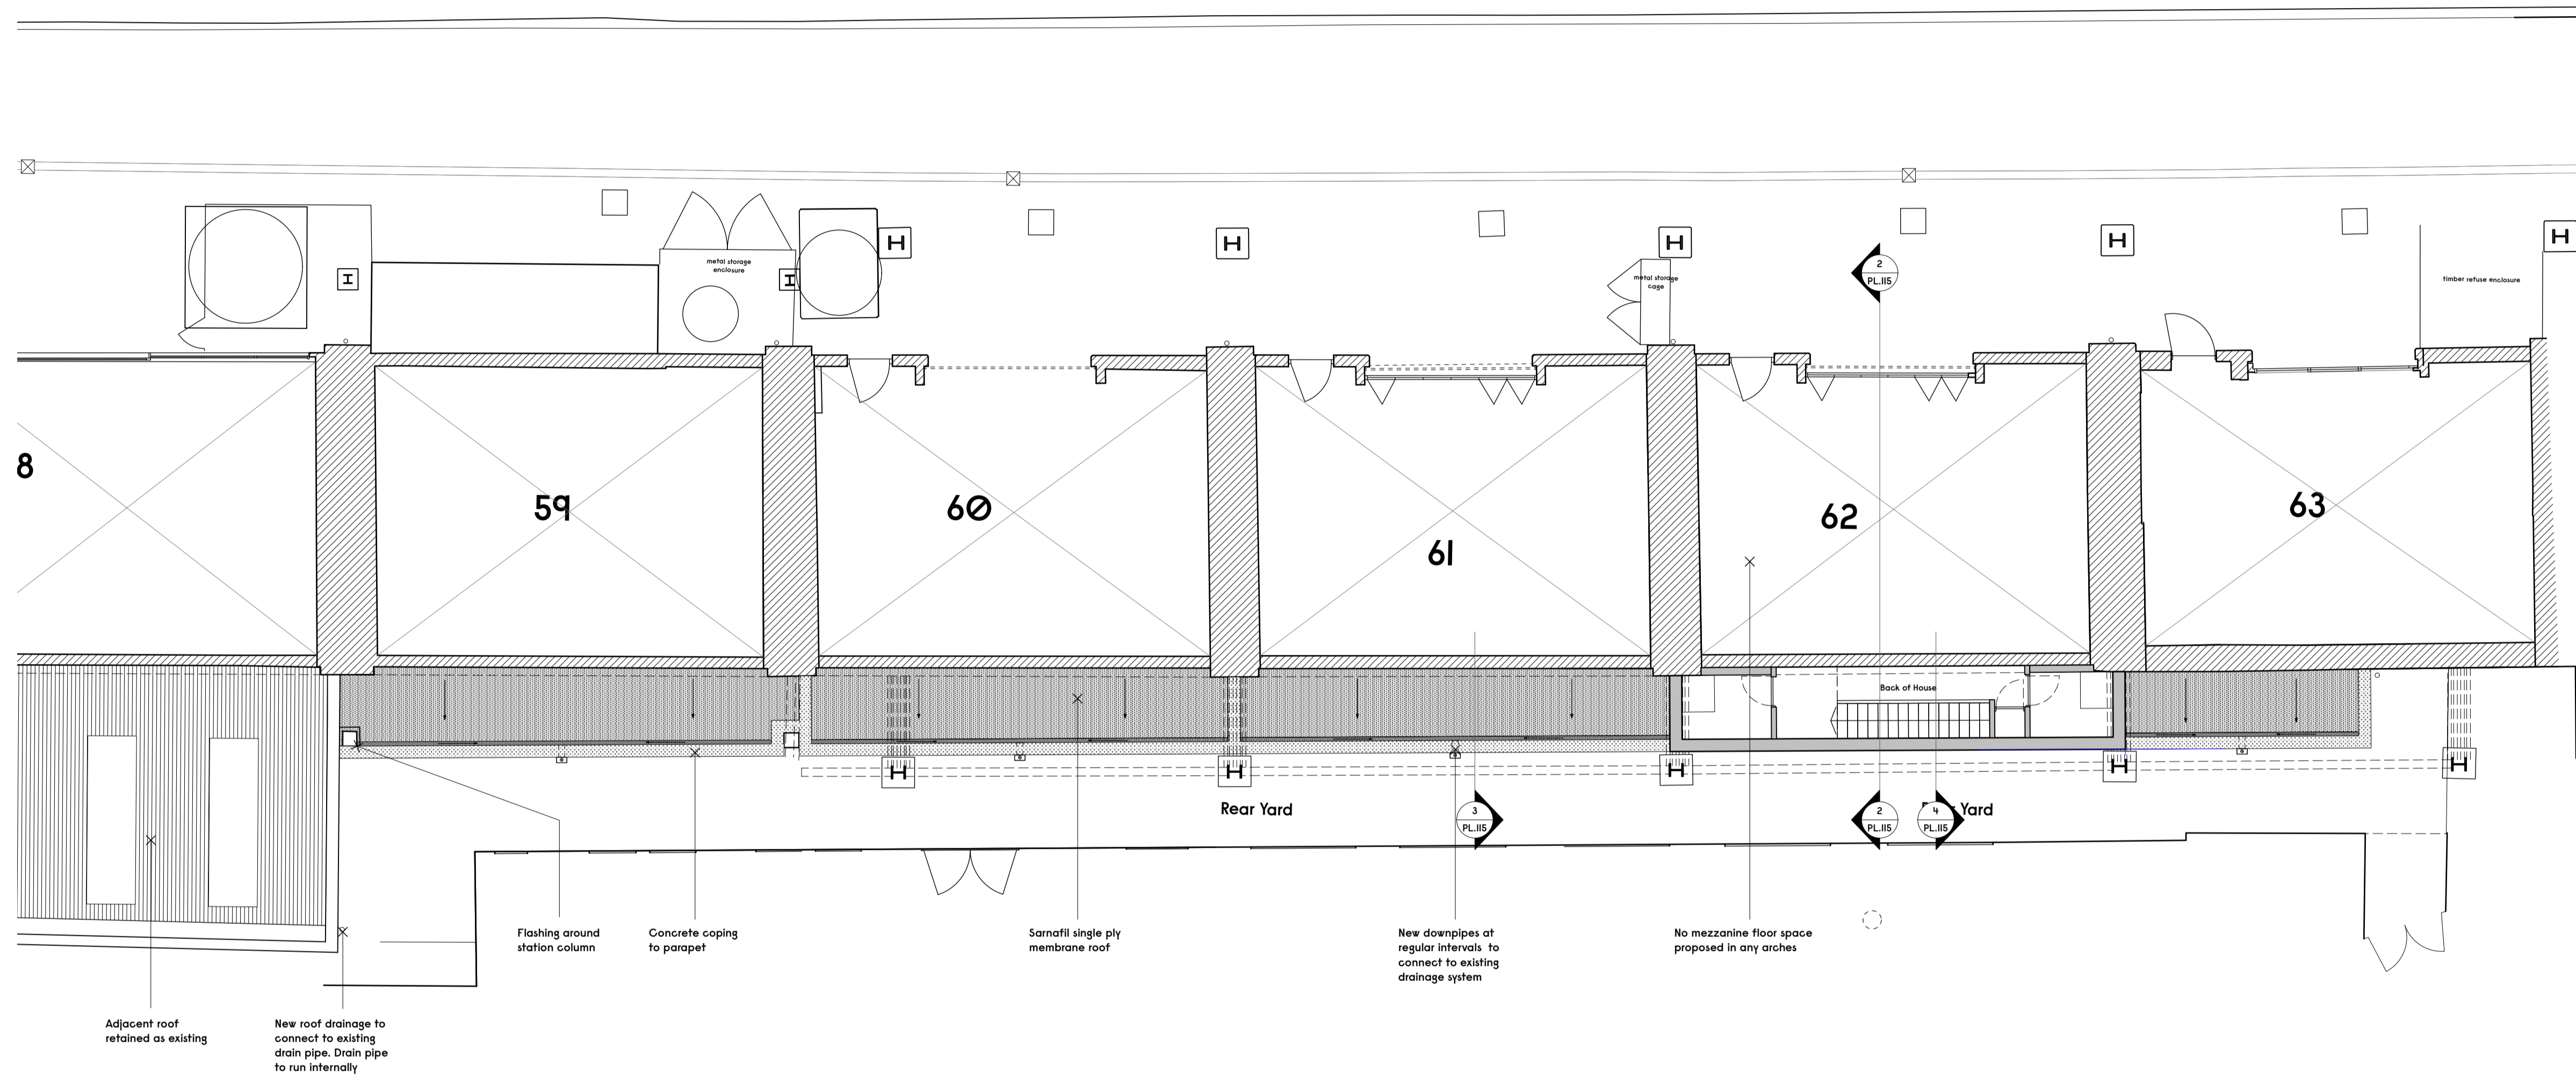 metal storage
enclosure
metal storage
cage
2
PL.115
timber refuse enclosure
H
H
H
H
H
H
H
8
59
60
61
62
63
Back of House
H
H
H
H
H
Rear Yard
3
PL.115
2
PL.115
4
PL.115
Yard
Flashing around
station column
Concrete coping
to parapet
Sarnafil single ply
membrane roof
New downpipes at
regular intervals to
connect to existing
drainage system
No mezzanine floor space
proposed in any arches
Adjacent roof
retained as existing
New roof drainage to
connect to existing
drain pipe. Drain pipe
to run internally